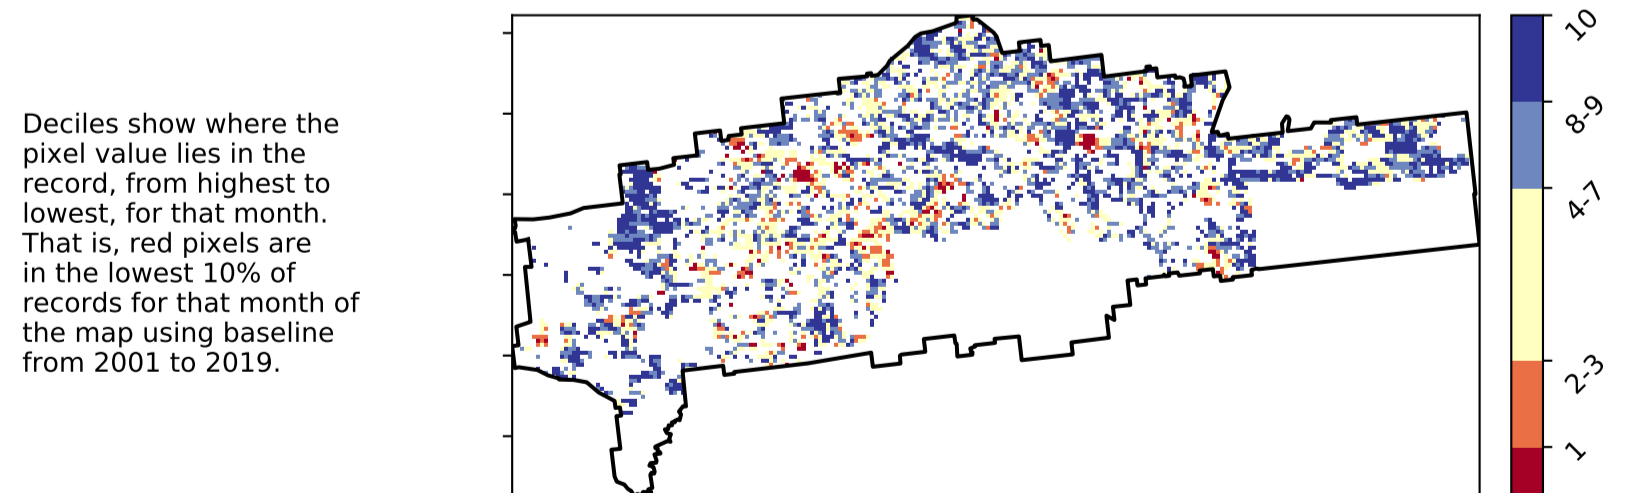 Deciles show where the
pixel value lies in the
record, from highest to
lowest, for that month.
That is, red pixels are
in the lowest 10% of
records for that month of
the map using baseline
from 2001 to 2019.
10
8-9
4-7
2-3
1